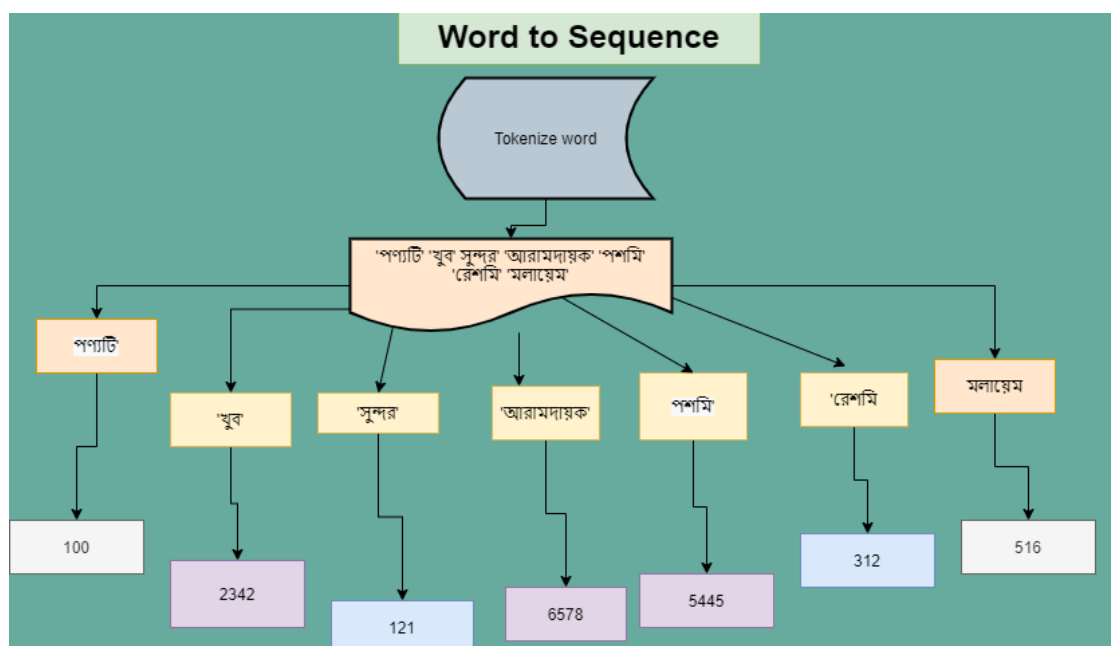 Word to Sequence
Tokenize word
'পণ্যটি' 'খুব' সুন্দর' 'আরামদায়ক' 'পশমি'
'রেশমি' 'মলায়েম'
পণ্যটি'
'খুব'
'সুন্দর'
'আরামদায়ক'
পশমি'
'রেশমি
মলায়েম
100
2342
121
6578
5445
312
516